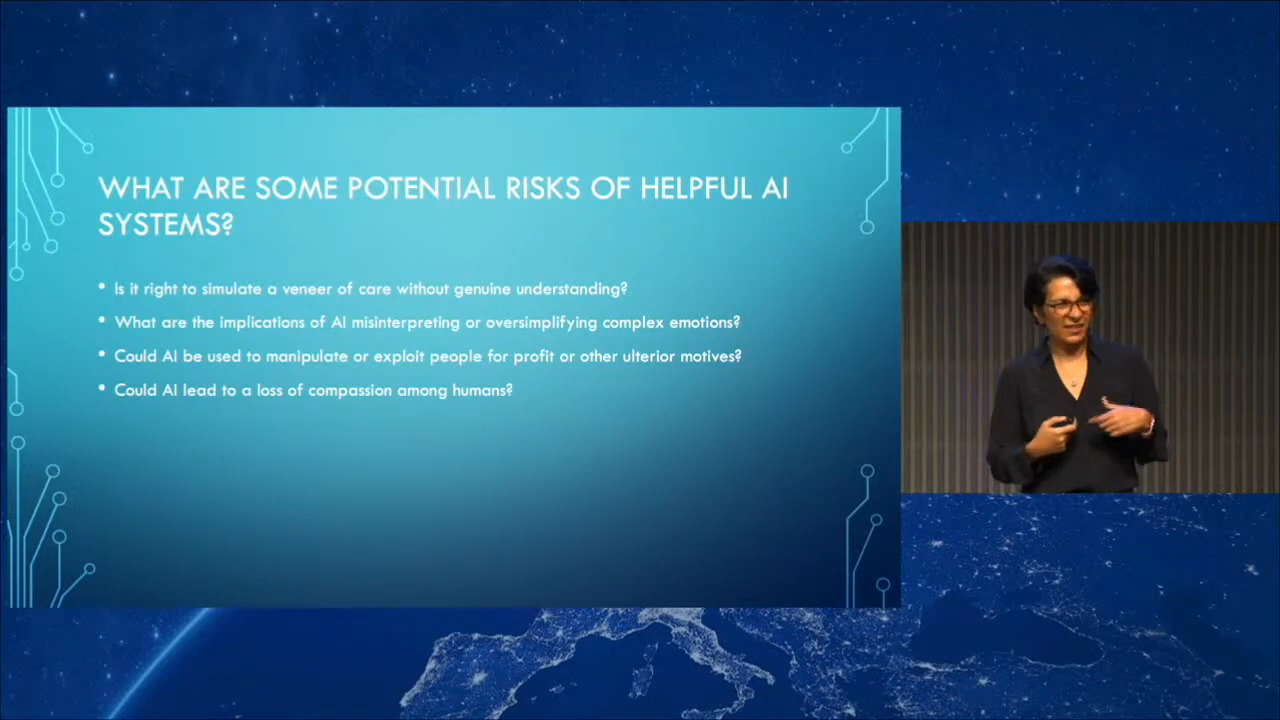 WHAT ARE SOME POTENTIAL RISKS OF HELPFUL AI
SYSTEMS?
• Is it right to simulate a veneer of care without genuine understanding?
• What are the implications of AI misinterpreting or oversimplifying complex emotions?
• Could AI be used to manipulate or exploit people for profit or other ulterior motives?
• Could AI lead to a loss of compassion among humans?